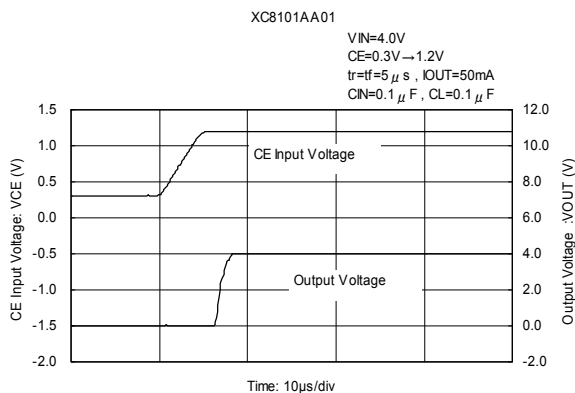 XC8101AA01
VIN=4.0V
CE=0.3V→1.2V
tr=tf=5 μ s , IOUT=50mA
CIN=0.1 μ F , CL=0.1 μ F
CE Input Voltage: VCE (V)
1.5
1.0
0.5
0.0
-0.5
-1.0
-1.5
-2.0
CE Input Voltage
Output Voltage
12.0
10.0
8.0
6.0
4.0
2.0
0.0
-2.0
Output Voltage :VOUT (V)
Time: 10μs/div